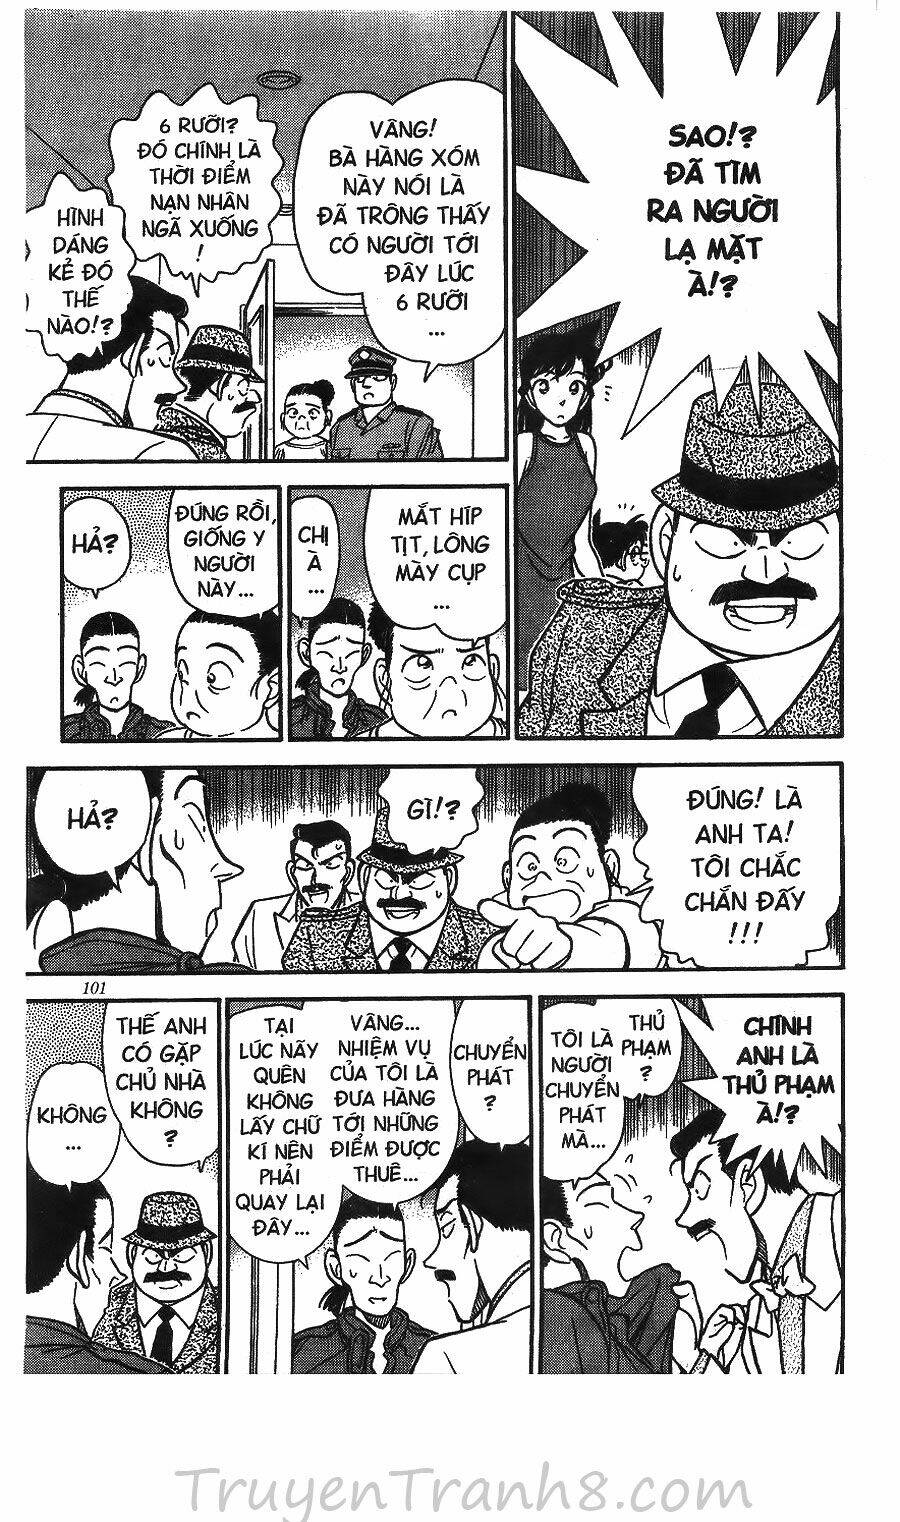 SAO!?
ĐÃ TÌM
RA NGƯỜI
LẠ MẶT
À!?
VÂNG!
BÀ HÀNG XÓM
NÀY NÓI LÀ
ĐÃ TRÔNG THẤY
CÓ NGƯỜI TỚI
ĐÂY LÚC
6 RƯỠI
...
6 RƯỠI?
ĐÓ CHÍNH LÀ
THỜI ĐIỂM
NẠN NHÂN
NGÃ XUỐNG
!
HÌNH
DÁNG
KẺ ĐÓ
THẾ
NÀO!?
MẮT HÍP
TỊT, LÔNG
MÀY CỤP
...
CHỊ
À
...
ĐÚNG RỒI,
GIỐNG Y
NGƯỜI
NÀY...
HẢ?
ĐÚNG! LÀ
ANH TA!
TÔI CHẮC
CHẮN ĐẤY
!!!
GÌ!?
HẢ?
101
CHÍNH
ANH LÀ
THỦ PHẠM
À!?
THỦ
PHẠM
?
TÔI LÀ
NGƯỜI
CHUYỂN
PHÁT
MÀ...
CHUYỂN
PHÁT
?
VÂNG...
NHIỆM VỤ
CỦA TÔI LÀ
ĐƯA HÀNG
TỚI NHỮNG
ĐIỂM ĐƯỢC
THUÊ...
TẠI
LÚC NÃY
QUÊN
KHÔNG
LẤY CHỮ
KÍ NÊN
PHẢI
QUAY LẠI
ĐÂY...
THẾ ANH
CÓ GẶP
CHỦ NHÀ
KHÔNG
?
KHÔNG
...
TruyenTranh8.com